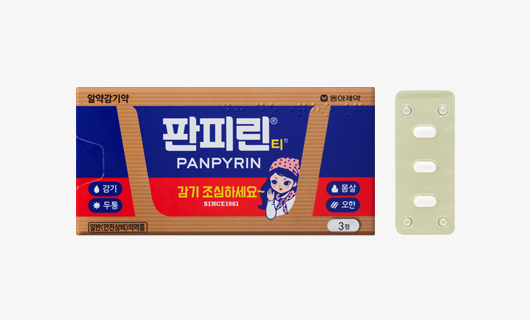 알약감기약
동아제약
판피린® 티정
PANPYRIN
감기 조심하세요~
SINCE1961
감기
두통
몸살
오한
일반(안전상비)의약품
3정